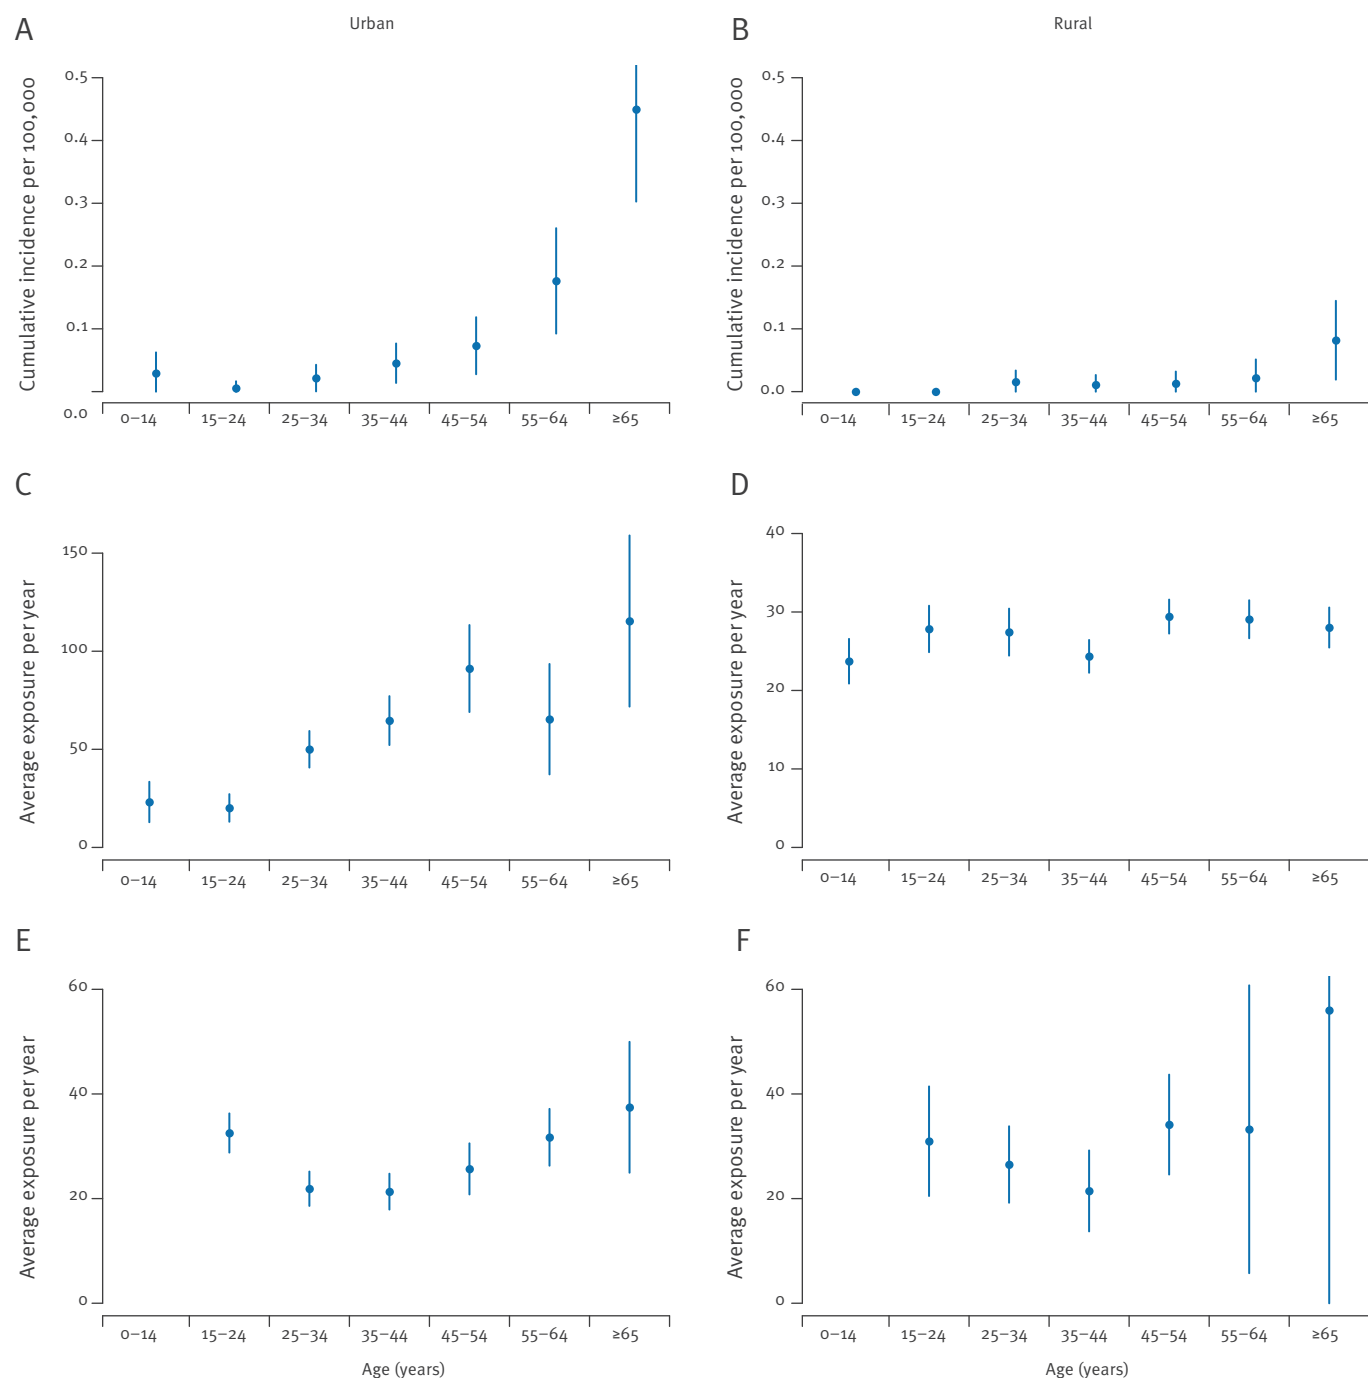 A
Urban
Cumulative incidence per 100,000
0.5
0.4
0.3
0.2
0.1
0.0
0–14 15–24 25–34 35–44 45–54 55–64 ≥65
B
Rural
Cumulative incidence per 100,000
0.5
0.4
0.3
0.2
0.1
0.0
0–14 15–24 25–34 35–44 45–54 55–64 ≥65
C
Average exposure per year
150
100
50
0
0–14 15–24 25–34 35–44 45–54 55–64 ≥65
D
Average exposure per year
40
30
20
10
0
0–14 15–24 25–34 35–44 45–54 55–64 ≥65
E
Average exposure per year
60
40
20
0
0–14 15–24 25–34 35–44 45–54 55–64 ≥65
Age (years)
F
Average exposure per year
60
40
20
0
0–14 15–24 25–34 35–44 45–54 55–64 ≥65
Age (years)